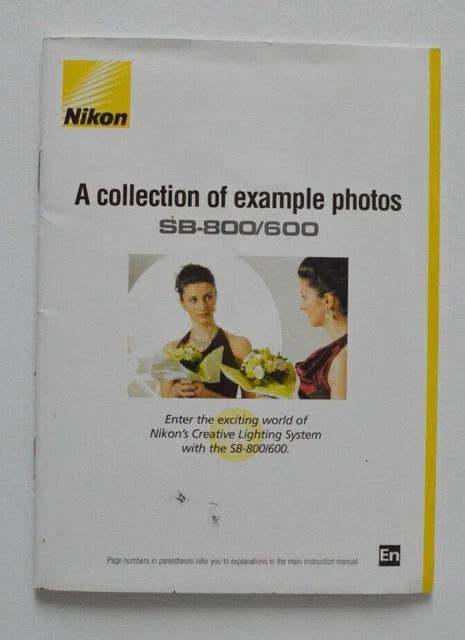 Nikon
A collection of example photos
SB-800/600
Enter the exciting world of
Nikon's Creative Lighting System
with the SB-800/600.
En
Page numbers in parentheses refer you to explanations in the main instruction manual.